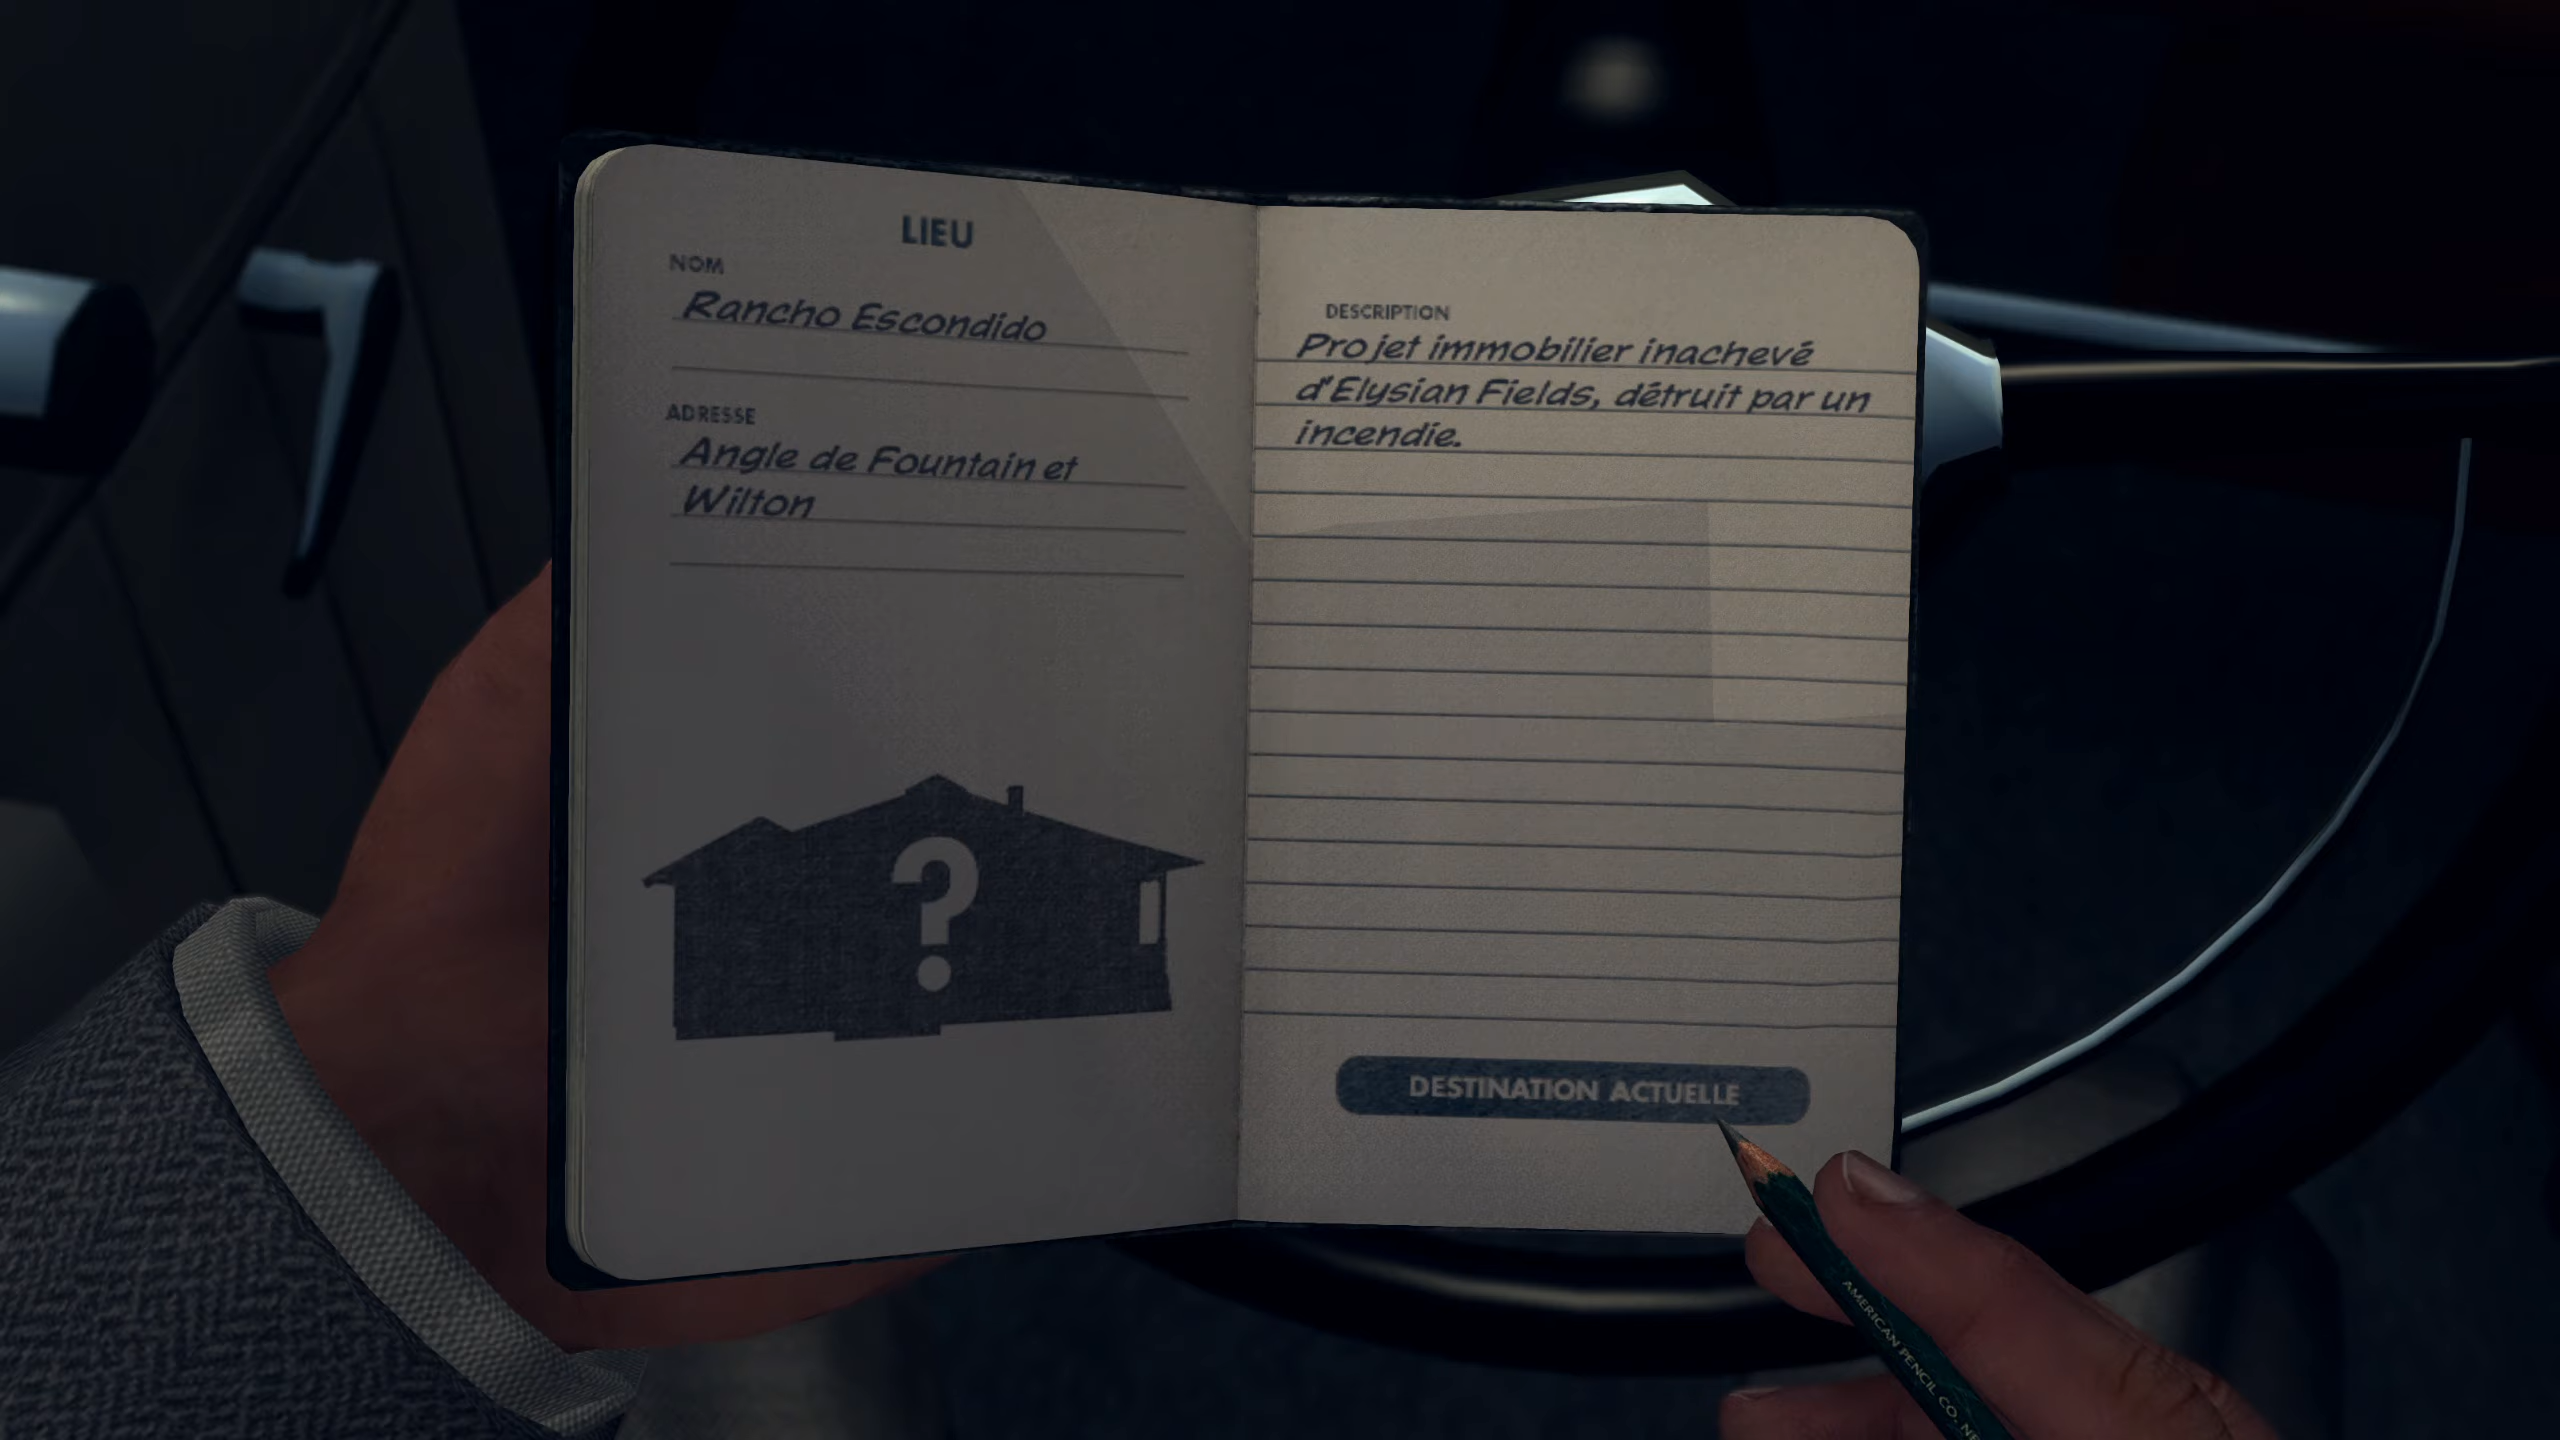 LIEU
NOM
Rancho Escondido
ADRESSE
Angle de Fountain et
Wilton
?
DESCRIPTION
Projet immobilier inachevé
d'Elysian Fields, détruit par un
incendie.
DESTINATION ACTUELLE
AMERICAN PENCIL CO. NE